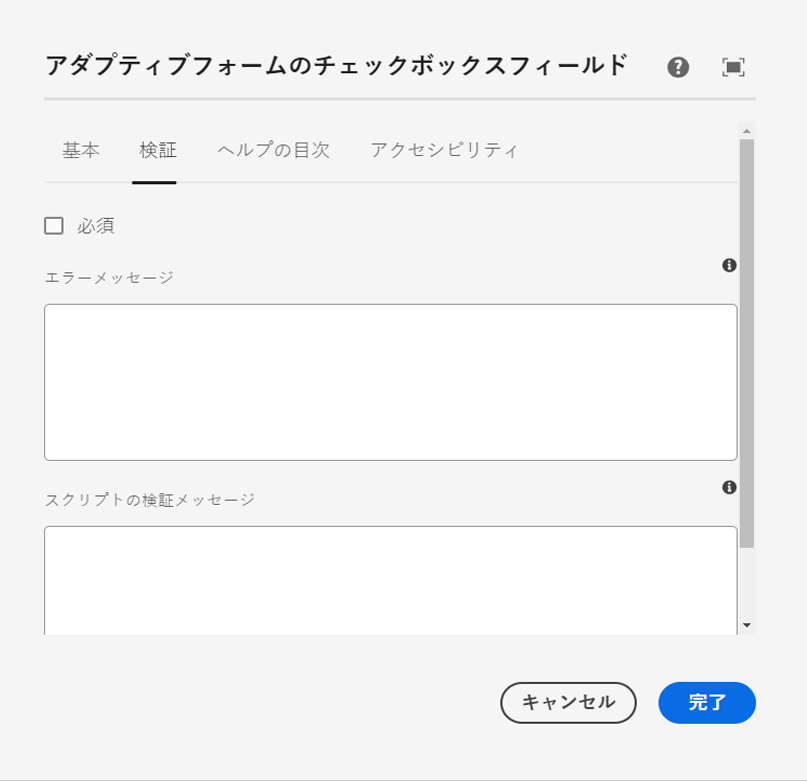 アダプティブフォームのチェックボックスフィールド
基本 検証 ヘルプの目次 アクセシビリティ
必須
エラーメッセージ
スクリプトの検証メッセージ
キャンセル 完了